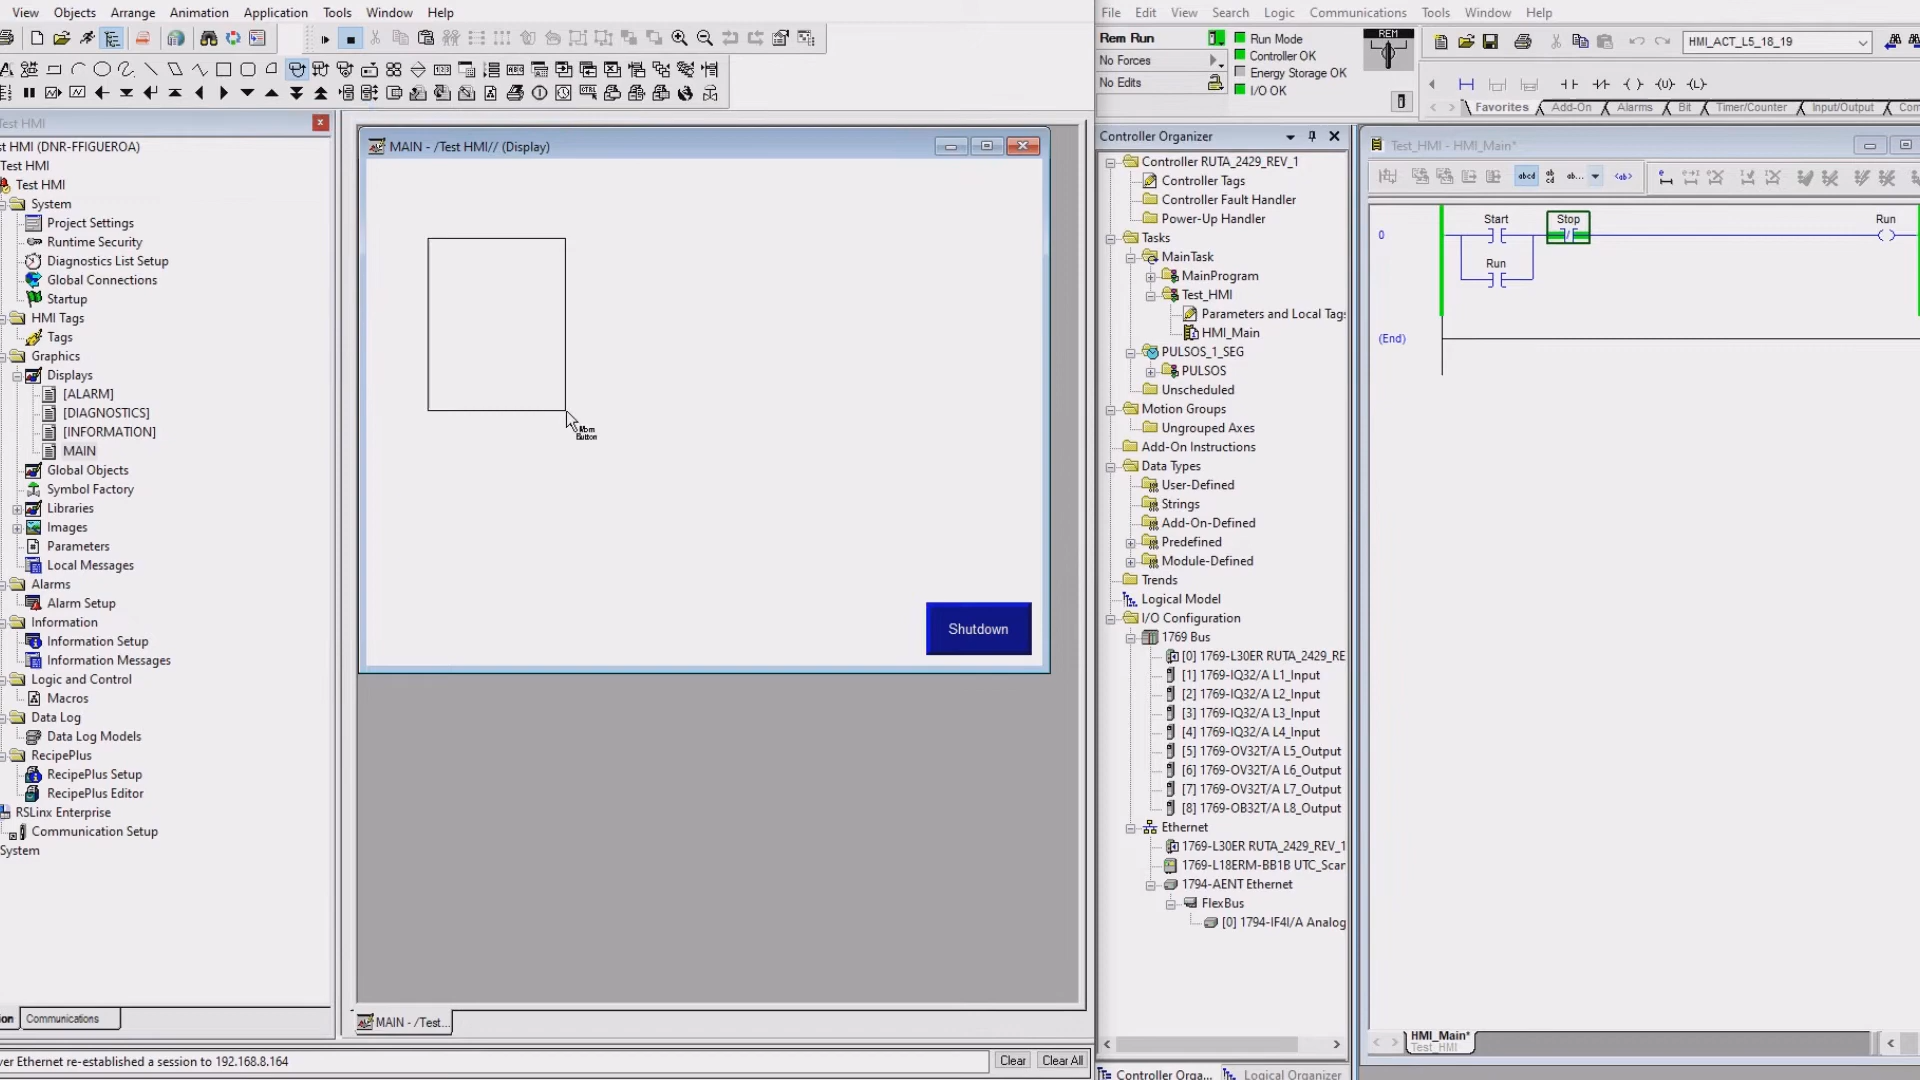 View Objects Arrange Animation Application Tools Window Help
Test HMI
st HMI (DNR-FFIGUEROA)
Test HMI
Test HMI
System
Project Settings
Runtime Security
Diagnostics List Setup
Global Connections
Startup
HMI Tags
Tags
Graphics
Displays
[ALARM]
[DIAGNOSTICS]
[INFORMATION]
MAIN
Global Objects
Symbol Factory
Libraries
Images
Parameters
Local Messages
Alarms
Alarm Setup
Information
Information Setup
Information Messages
Logic and Control
Macros
Data Log
Data Log Models
RecipePlus
RecipePlus Setup
RecipePlus Editor
RSLinx Enterprise
Communication Setup
System
on Communications
MAIN - /Test HMI// (Display)
Mom
Button
Shutdown
MAIN - /Test...
ver Ethernet re-established a session to 192.168.8.164
Clear Clear All
File Edit View Search Logic Communications Tools Window Help
Rem Run
No Forces
No Edits
Run Mode
Controller OK
Energy Storage OK
I/O OK
REM
HMI_ACT_L5_18_19
Favorites Add-On Alarms Bit Timer/Counter Input/Output Com
Controller Organizer
Controller RUTA_2429_REV_1
Controller Tags
Controller Fault Handler
Power-Up Handler
Tasks
MainTask
MainProgram
Test_HMI
Parameters and Local Tags
HMI_Main
PULSOS_1_SEG
PULSOS
Unscheduled
Motion Groups
Ungrouped Axes
Add-On Instructions
Data Types
User-Defined
Strings
Add-On-Defined
Predefined
Module-Defined
Trends
Logical Model
I/O Configuration
1769 Bus
[0] 1769-L30ER RUTA_2429_RE
[1] 1769-IQ32/A L1_Input
[2] 1769-IQ32/A L2_Input
[3] 1769-IQ32/A L3_Input
[4] 1769-IQ32/A L4_Input
[5] 1769-OV32T/A L5_Output
[6] 1769-OV32T/A L6_Output
[7] 1769-OV32T/A L7_Output
[8] 1769-OB32T/A L8_Output
Ethernet
1769-L30ER RUTA_2429_REV_1
1769-L18ERM-BB1B UTC_Scar
1794-AENT Ethernet
FlexBus
[0] 1794-IF4I/A Analog
Controller Orga... Logical Organizer
Test_HMI - HMI_Main*
abcd ab cd ab... <ab>
0
Start Stop Run
Run
(End)
HMI_Main*
Test_HMI